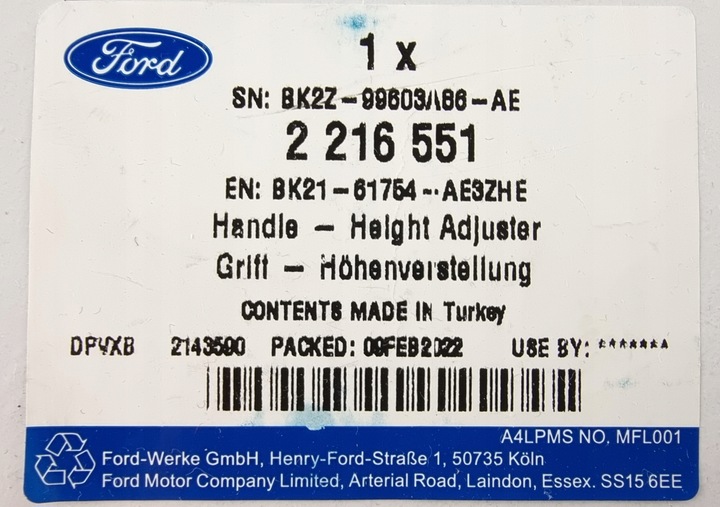 Ford
1 x
SN: BK2Z-99603A86-AE
2 216 551
EN: BK21-61754-AE3ZHE
Handle - Height Adjuster
Griff - Höhenverstellung
CONTENTS MADE IN Turkey
2143590 PACKED: 09FEB2022 USE BY: *******
A4LPMS NO. MFL001
Ford-Werke GmbH, Henry-Ford-Straße 1, 50735 Köln
Ford Motor Company Limited, Arterial Road, Laindon, Essex. SS15 6EE